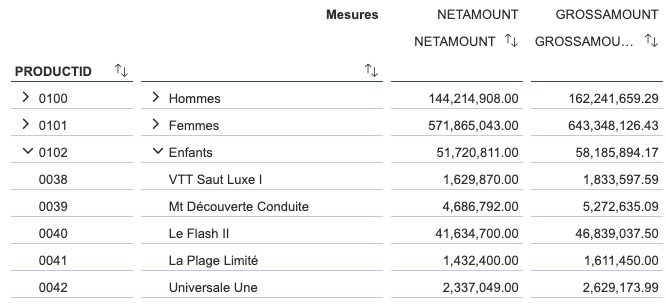 Mesures NETAMOUNT GROSSAMOUNT
NETAMOUNT GROSSAMOU...
PRODUCTID
0100 Hommes 144,214,908.00 162,241,659.29
0101 Femmes 571,865,043.00 643,348,126.43
0102 Enfants 51,720,811.00 58,185,894.17
0038 VTT Saut Luxe I 1,629,870.00 1,833,597.59
0039 Mt Découverte Conduite 4,686,792.00 5,272,635.09
0040 Le Flash II 41,634,700.00 46,839,037.50
0041 La Plage Limité 1,432,400.00 1,611,450.00
0042 Universale Une 2,337,049.00 2,629,173.99